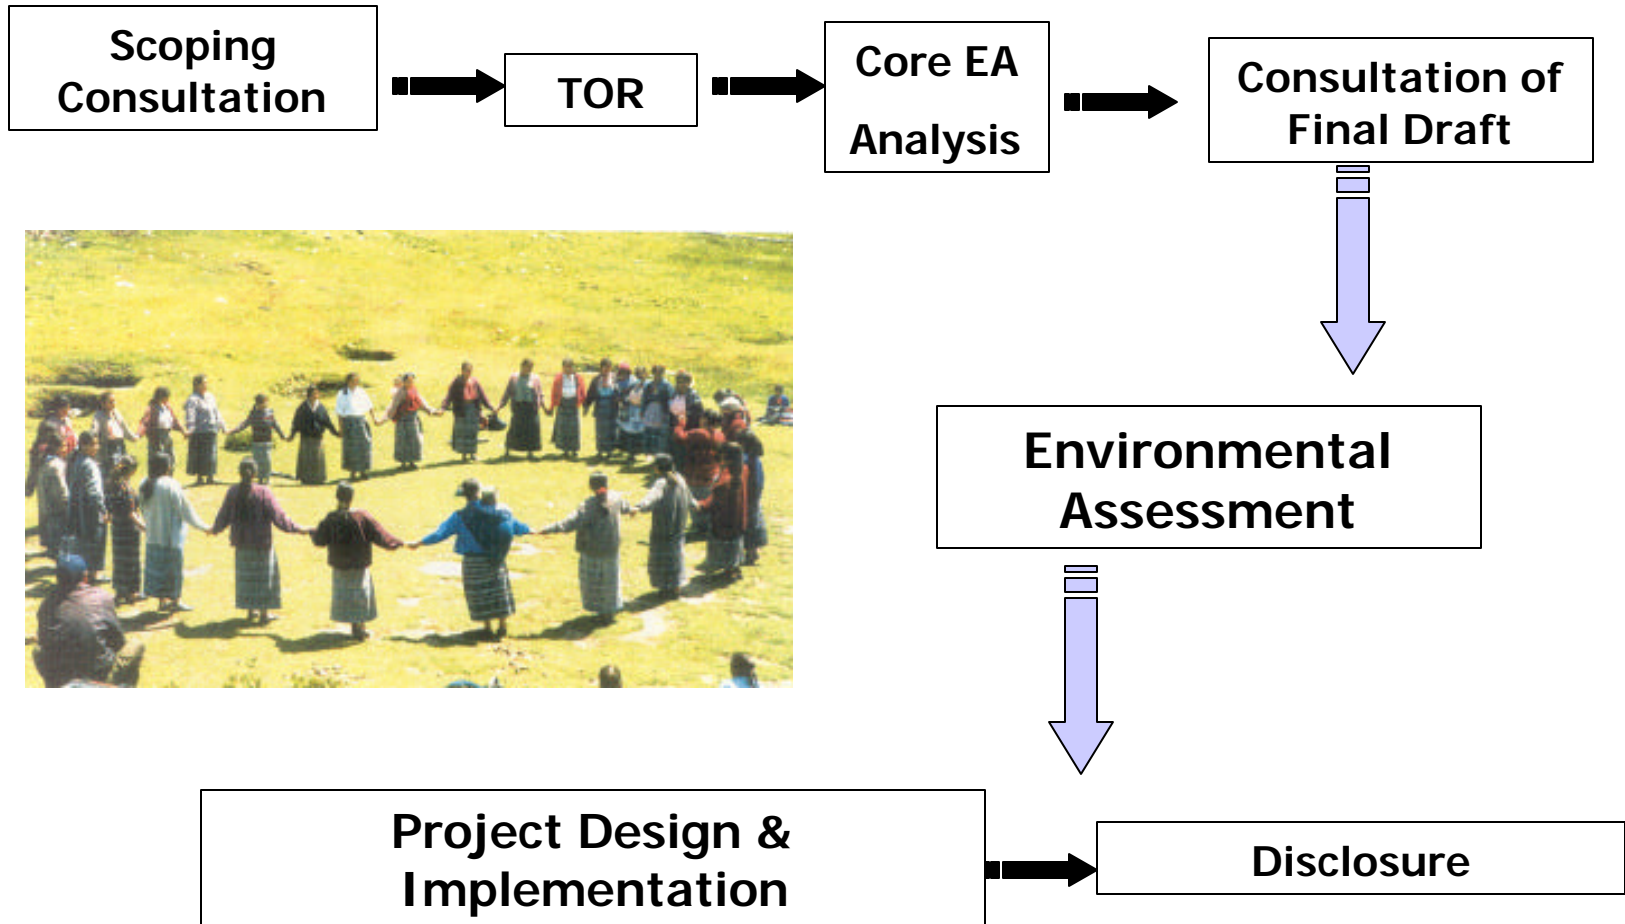 Scoping
Consultation
TOR
Core EA
Analysis
Consultation of
Final Draft
Environmental
Assessment
Project Design &
Implementation
Disclosure